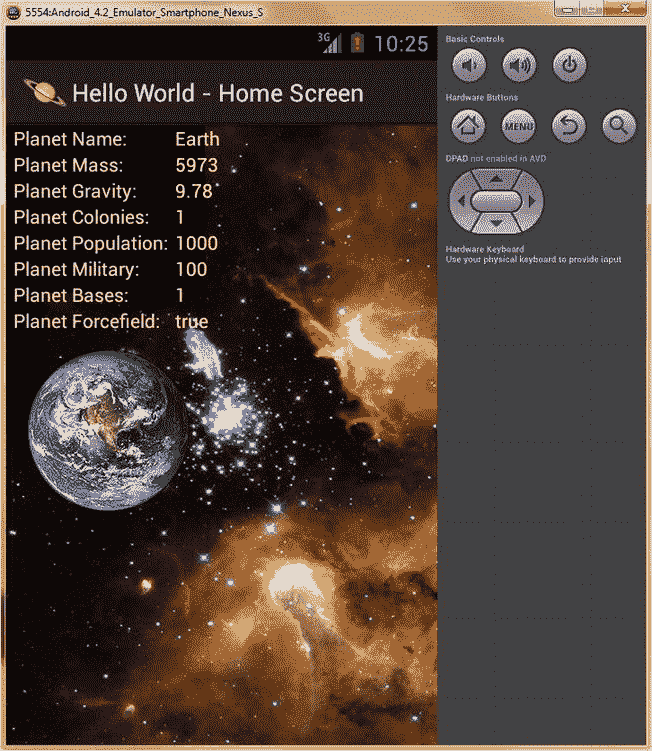 5554:Android_4.2_Emulator_Smartphone_Nexus_S
3G 10:25
Hello World - Home Screen
Planet Name: Earth
Planet Mass: 5973
Planet Gravity: 9.78
Planet Colonies: 1
Planet Population: 1000
Planet Military: 100
Planet Bases: 1
Planet Forcefield: true
Basic Controls
Hardware Buttons
MENU
DPAD not enabled in AVD
Hardware Keyboard
Use your physical keyboard to provide input